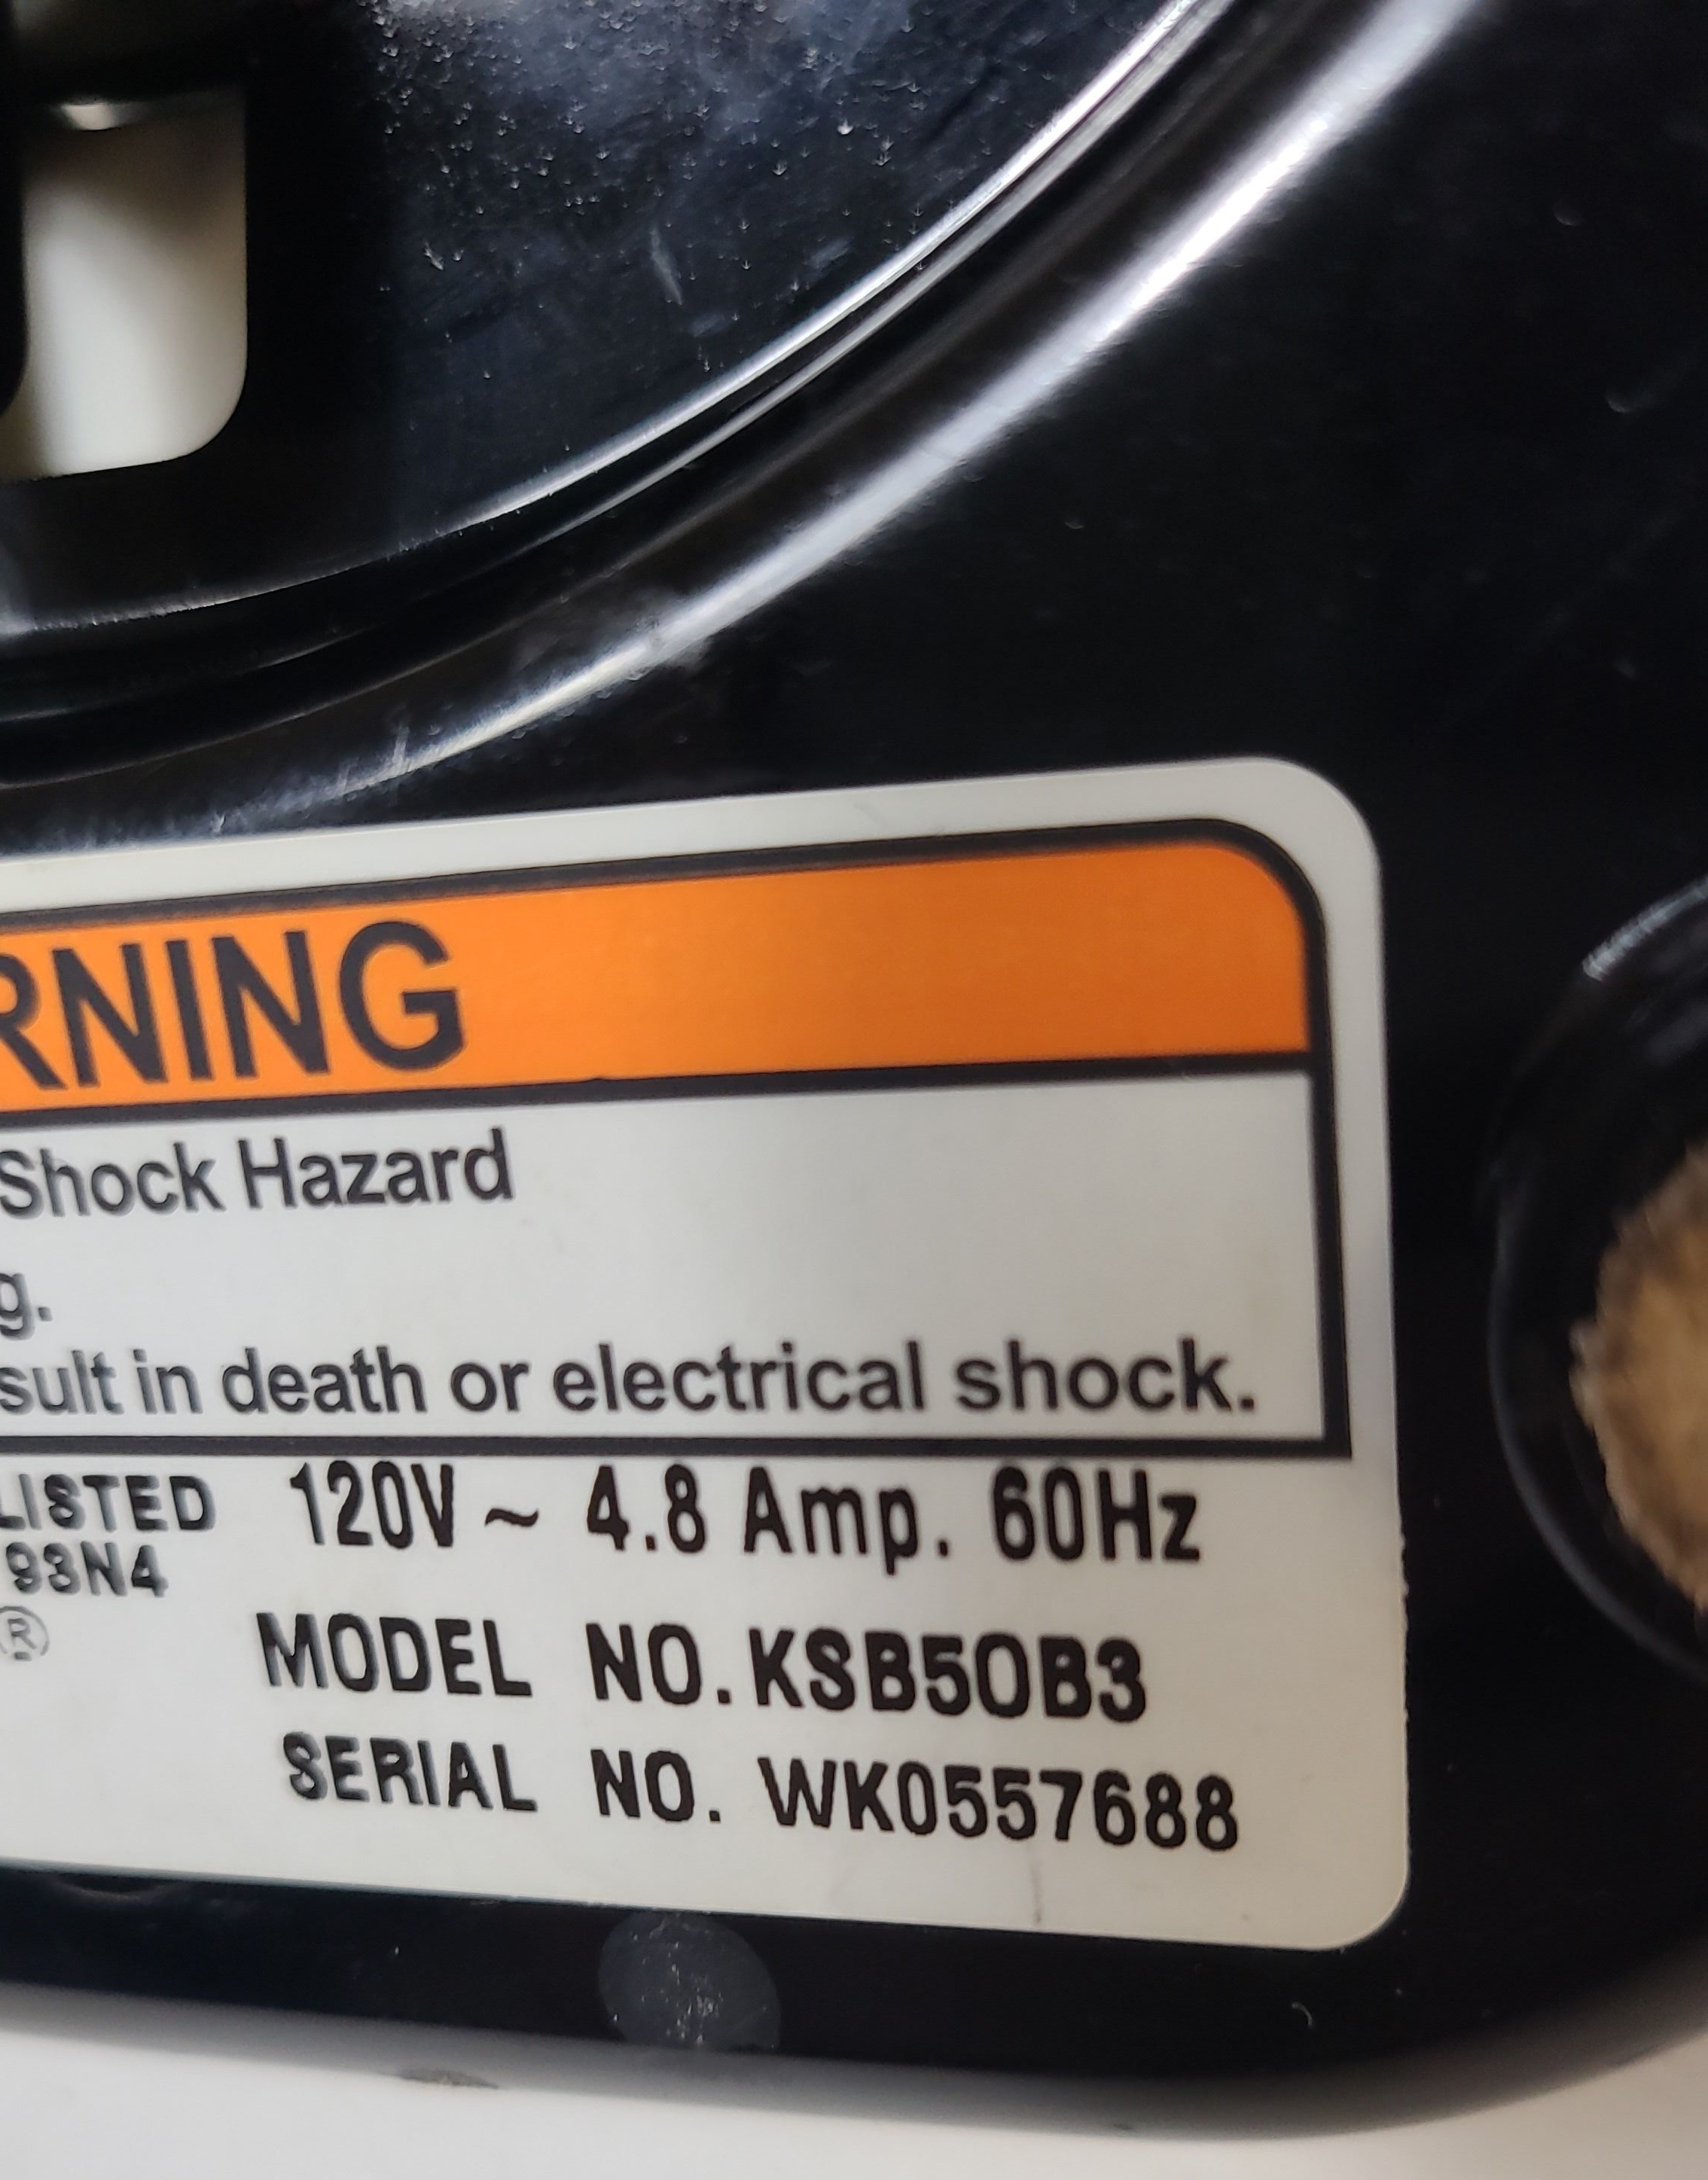 RNING
Shock Hazard
g.
sult in death or electrical shock.
LISTED 120V ~ 4.8 Amp. 60Hz
93N4
®
MODEL NO. KSB50B3
SERIAL NO. WK0557688